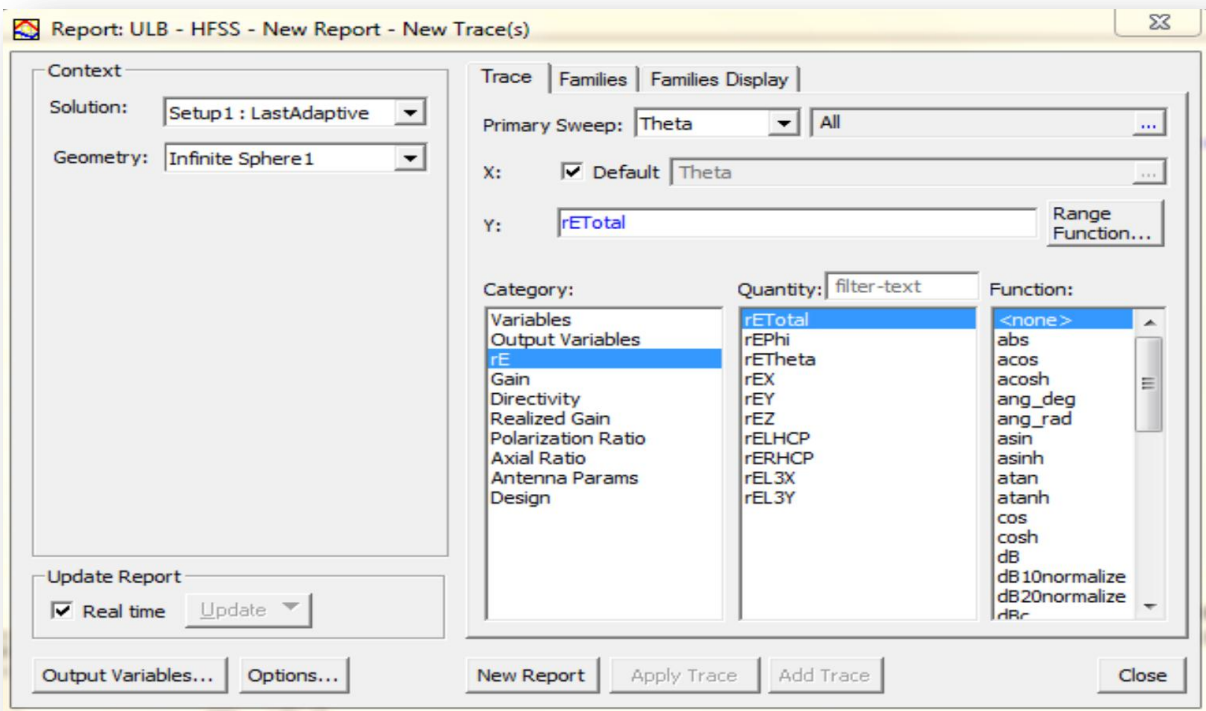 Report: ULB - HFSS - New Report - New Trace(s)
Context
Solution: Setup1 : LastAdaptive
Geometry: Infinite Sphere1
Update Report
Real time Update
Output Variables... Options...
Trace Families Families Display
Primary Sweep: Theta All ...
X: Default Theta ...
Y: rETotal Range Function...
Category:
Variables
Output Variables
rE
Gain
Directivity
Realized Gain
Polarization Ratio
Axial Ratio
Antenna Params
Design
Quantity: filter-text
rETotal
rEPhi
rETheta
rEX
rEY
rEZ
rELHCP
rERHCP
rEL3X
rEL3Y
Function:
<none>
abs
acos
acosh
ang_deg
ang_rad
asin
asinh
atan
atanh
cos
cosh
dB
dB10normalize
dB20normalize
dBc
New Report Apply Trace Add Trace Close